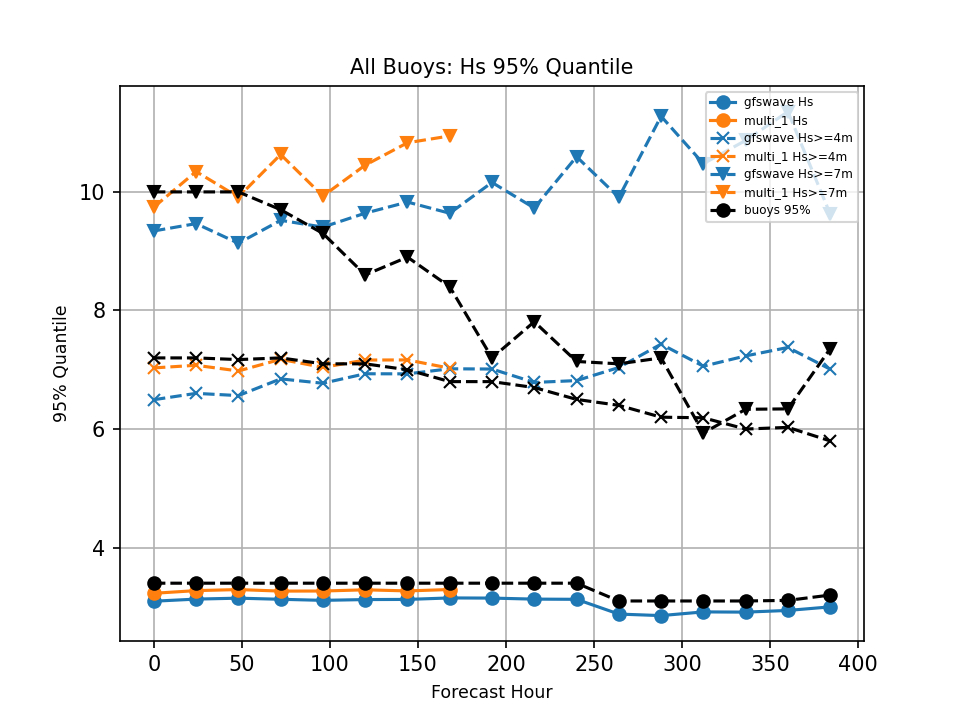 All Buoys: Hs 95% Quantile
gfswave Hs
multi_1 Hs
gfswave Hs>=4m
multi_1 Hs>=4m
gfswave Hs>=7m
multi_1 Hs>=7m
buoys 95%
95% Quantile
10
8
6
4
0 50 100 150 200 250 300 350 400
Forecast Hour